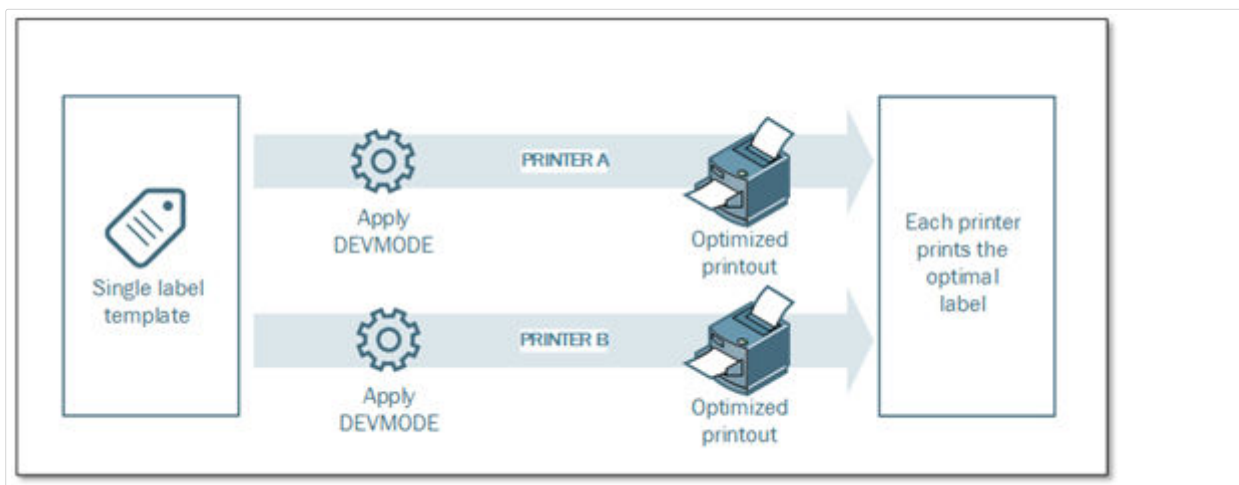 Single label
template
Apply
DEVMODE
PRINTER A
Optimized
printout
Apply
DEVMODE
PRINTER B
Optimized
printout
Each printer
prints the
optimal
label